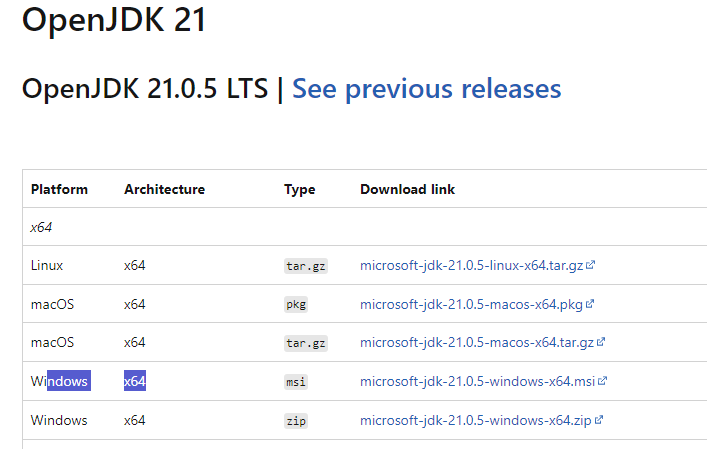 OpenJDK 21
OpenJDK 21.0.5 LTS | See previous releases
Platform Architecture Type Download link
x64
Linux x64 tar.gz microsoft-jdk-21.0.5-linux-x64.tar.gz
macOS x64 pkg microsoft-jdk-21.0.5-macos-x64.pkg
macOS x64 tar.gz microsoft-jdk-21.0.5-macos-x64.tar.gz
Windows x64 msi microsoft-jdk-21.0.5-windows-x64.msi
Windows x64 zip microsoft-jdk-21.0.5-windows-x64.zip